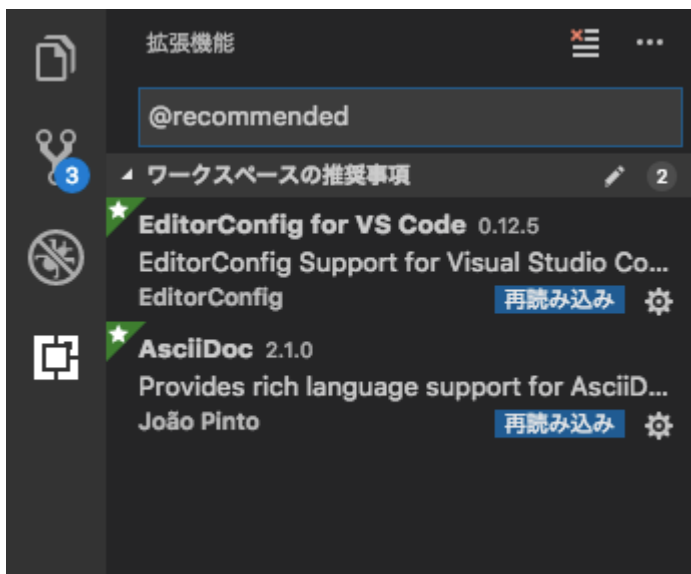 拡張機能
@recommended
3
ワークスペースの推奨事項 2
EditorConfig for VS Code 0.12.5
EditorConfig Support for Visual Studio Co...
EditorConfig 再読み込み
AsciiDoc 2.1.0
Provides rich language support for AsciiD...
João Pinto 再読み込み